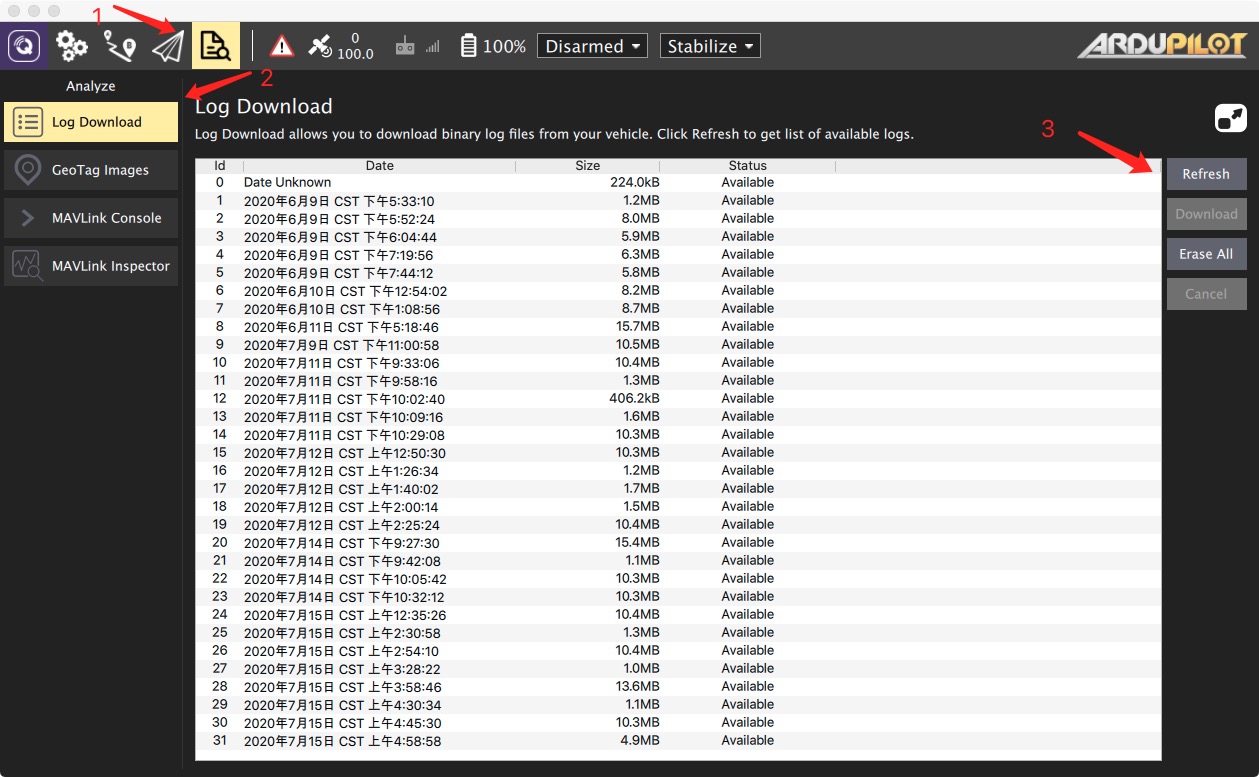 1
0
100.0
100%
Disarmed
Stabilize
ARDUPILOT
B
Analyze
2
Log Download
GeoTag Images
MAVLink Console
MAVLink Inspector
Log Download
Log Download allows you to download binary log files from your vehicle. Click Refresh to get list of available logs.
3
Id Date Size Status
0 Date Unknown 224.0kB Available
1 2020年6月9日 CST 下午5:33:10 1.2MB Available
2 2020年6月9日 CST 下午5:52:24 8.0MB Available
3 2020年6月9日 CST 下午6:04:44 5.9MB Available
4 2020年6月9日 CST 下午7:19:56 6.3MB Available
5 2020年6月9日 CST 下午7:44:12 5.8MB Available
6 2020年6月10日 CST 下午12:54:02 8.2MB Available
7 2020年6月10日 CST 下午1:08:56 8.7MB Available
8 2020年6月11日 CST 下午5:18:46 15.7MB Available
9 2020年7月9日 CST 下午11:00:58 10.5MB Available
10 2020年7月11日 CST 下午9:33:06 10.4MB Available
11 2020年7月11日 CST 下午9:58:16 1.3MB Available
12 2020年7月11日 CST 下午10:02:40 406.2kB Available
13 2020年7月11日 CST 下午10:09:16 1.6MB Available
14 2020年7月11日 CST 下午10:29:08 10.3MB Available
15 2020年7月12日 CST 上午12:50:30 10.3MB Available
16 2020年7月12日 CST 上午1:26:34 1.2MB Available
17 2020年7月12日 CST 上午1:40:02 1.7MB Available
18 2020年7月12日 CST 上午2:00:14 1.5MB Available
19 2020年7月12日 CST 上午2:25:24 10.4MB Available
20 2020年7月14日 CST 下午9:27:30 15.4MB Available
21 2020年7月14日 CST 下午9:42:08 1.1MB Available
22 2020年7月14日 CST 下午10:05:42 10.3MB Available
23 2020年7月14日 CST 下午10:32:12 10.3MB Available
24 2020年7月15日 CST 上午12:35:26 10.4MB Available
25 2020年7月15日 CST 上午2:30:58 1.3MB Available
26 2020年7月15日 CST 上午2:54:10 10.4MB Available
27 2020年7月15日 CST 上午3:28:22 1.0MB Available
28 2020年7月15日 CST 上午3:58:46 13.6MB Available
29 2020年7月15日 CST 上午4:30:34 1.1MB Available
30 2020年7月15日 CST 上午4:45:30 10.3MB Available
31 2020年7月15日 CST 上午4:58:58 4.9MB Available
Refresh
Download
Erase All
Cancel